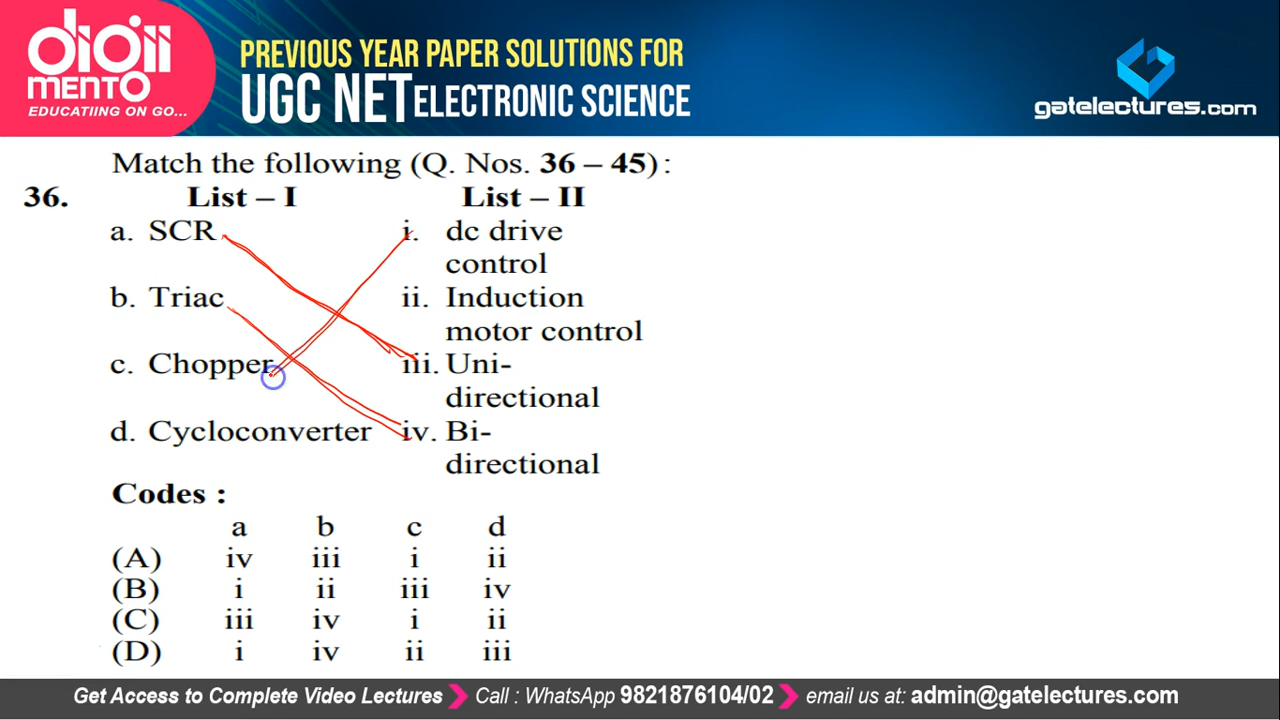 digii
MENTO
EDUCATIING ON GO...
PREVIOUS YEAR PAPER SOLUTIONS FOR
UGC NET ELECTRONIC SCIENCE
gatelectures.com
Match the following (Q. Nos. 36 – 45) :
36. List – I List – II
a. SCR i. dc drive
control
b. Triac ii. Induction
motor control
c. Chopper iii. Uni-
directional
d. Cycloconverter iv. Bi-
directional
Codes :
a b c d
(A) iv iii i ii
(B) i ii iii iv
(C) iii iv i ii
(D) i iv ii iii
Get Access to Complete Video Lectures Call : WhatsApp 9821876104/02 email us at: admin@gatelectures.com